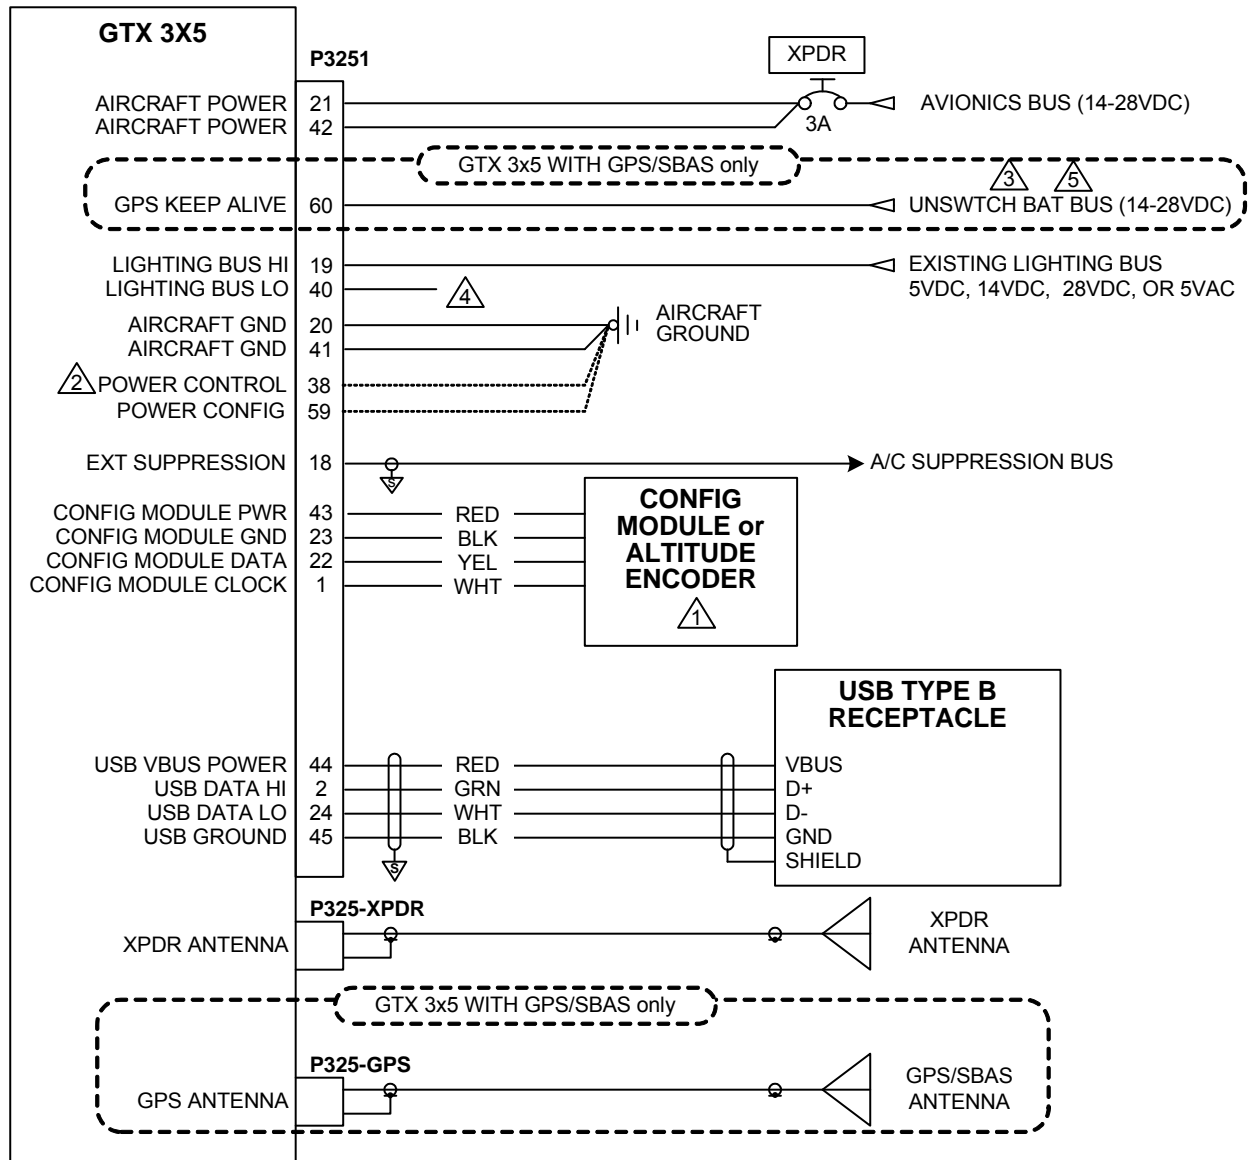 GTX 3X5
P3251
XPDR
AIRCRAFT POWER 21
3A
AVIONICS BUS (14-28VDC)
AIRCRAFT POWER 42
GTX 3x5 WITH GPS/SBAS only
3 5
GPS KEEP ALIVE 60 UNSWTCH BAT BUS (14-28VDC)
LIGHTING BUS HI 19 EXISTING LIGHTING BUS
5VDC, 14VDC, 28VDC, OR 5VAC
LIGHTING BUS LO 40 4
AIRCRAFT GND 20 AIRCRAFT
GROUND
AIRCRAFT GND 41
2 POWER CONTROL 38
POWER CONFIG 59
EXT SUPPRESSION 18 S A/C SUPPRESSION BUS
CONFIG MODULE PWR 43 RED
CONFIG MODULE GND 23 BLK
CONFIG MODULE DATA 22 YEL
CONFIG MODULE CLOCK 1 WHT
CONFIG
MODULE or
ALTITUDE
ENCODER
1
USB TYPE B
RECEPTACLE
USB VBUS POWER 44 RED VBUS
USB DATA HI 2 GRN D+
USB DATA LO 24 WHT D-
USB GROUND 45 BLK GND
S SHIELD
P325-XPDR
XPDR ANTENNA
XPDR
ANTENNA
GTX 3x5 WITH GPS/SBAS only
P325-GPS
GPS ANTENNA
GPS/SBAS
ANTENNA